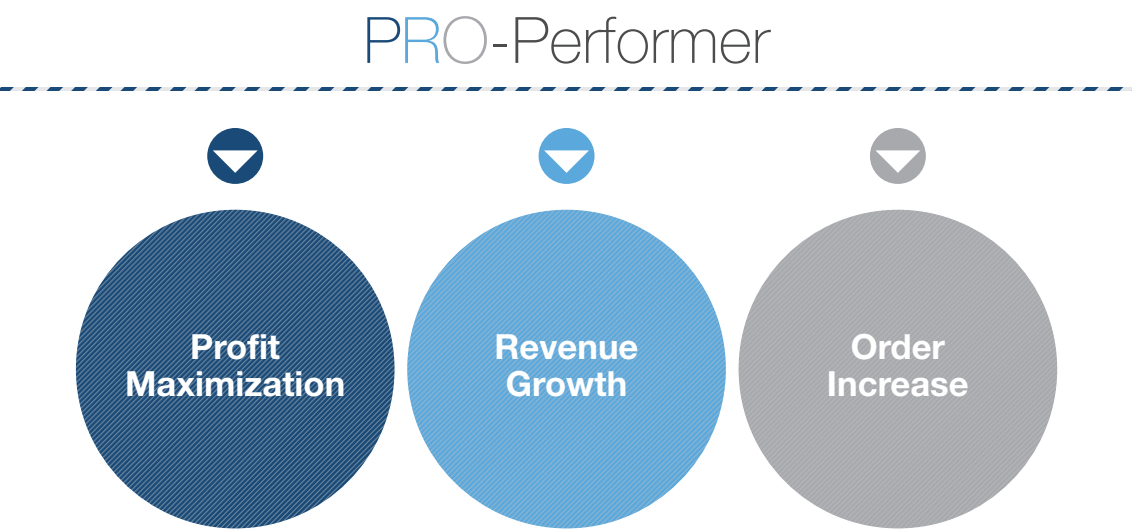 PRO-Performer
Profit
Maximization
Revenue
Growth
Order
Increase